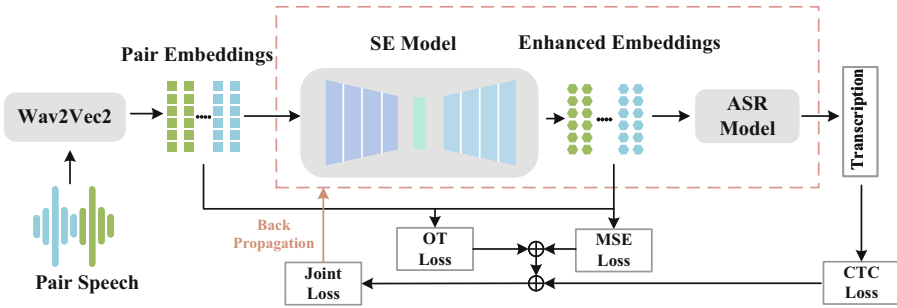 Pair Embeddings
SE Model
Enhanced Embeddings
Wav2Vec2
ASR
Model
Transcription
Back
Propagation
OT
Loss
MSE
Loss
Pair Speech
Joint
Loss
CTC
Loss